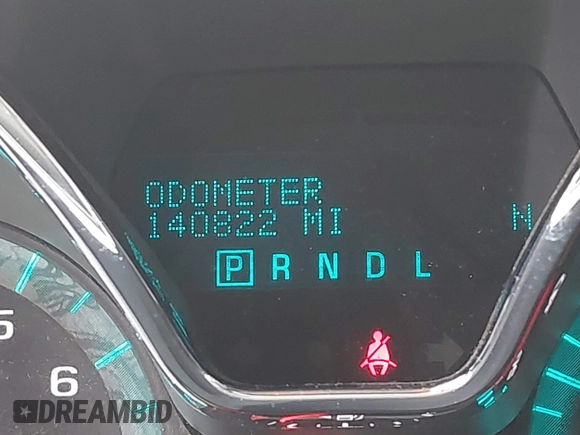 ODOMETER
140822 MI N
P R N D L
5
6
DREAMBID